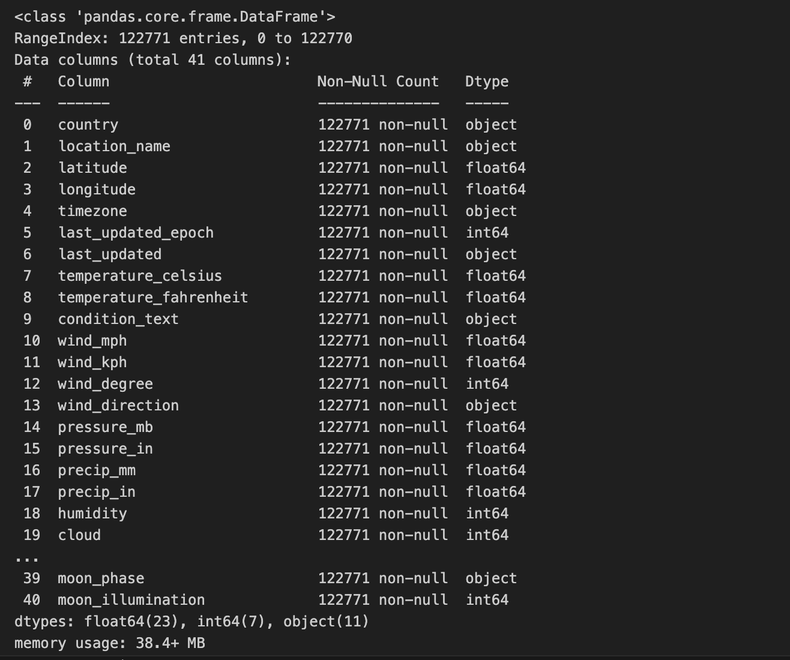 <class 'pandas.core.frame.DataFrame'>
RangeIndex: 122771 entries, 0 to 122770
Data columns (total 41 columns):
 #   Column                        Non-Null Count   Dtype
---  ------                        --------------   -----
 0   country                       122771 non-null  object
 1   location_name                 122771 non-null  object
 2   latitude                      122771 non-null  float64
 3   longitude                     122771 non-null  float64
 4   timezone                      122771 non-null  object
 5   last_updated_epoch            122771 non-null  int64
 6   last_updated                  122771 non-null  object
 7   temperature_celsius           122771 non-null  float64
 8   temperature_fahrenheit        122771 non-null  float64
 9   condition_text                122771 non-null  object
 10  wind_mph                      122771 non-null  float64
 11  wind_kph                      122771 non-null  float64
 12  wind_degree                   122771 non-null  int64
 13  wind_direction                122771 non-null  object
 14  pressure_mb                   122771 non-null  float64
 15  pressure_in                   122771 non-null  float64
 16  precip_mm                     122771 non-null  float64
 17  precip_in                     122771 non-null  float64
 18  humidity                      122771 non-null  int64
 19  cloud                         122771 non-null  int64
...
 39  moon_phase                    122771 non-null  object
 40  moon_illumination             122771 non-null  int64
dtypes: float64(23), int64(7), object(11)
memory usage: 38.4+ MB